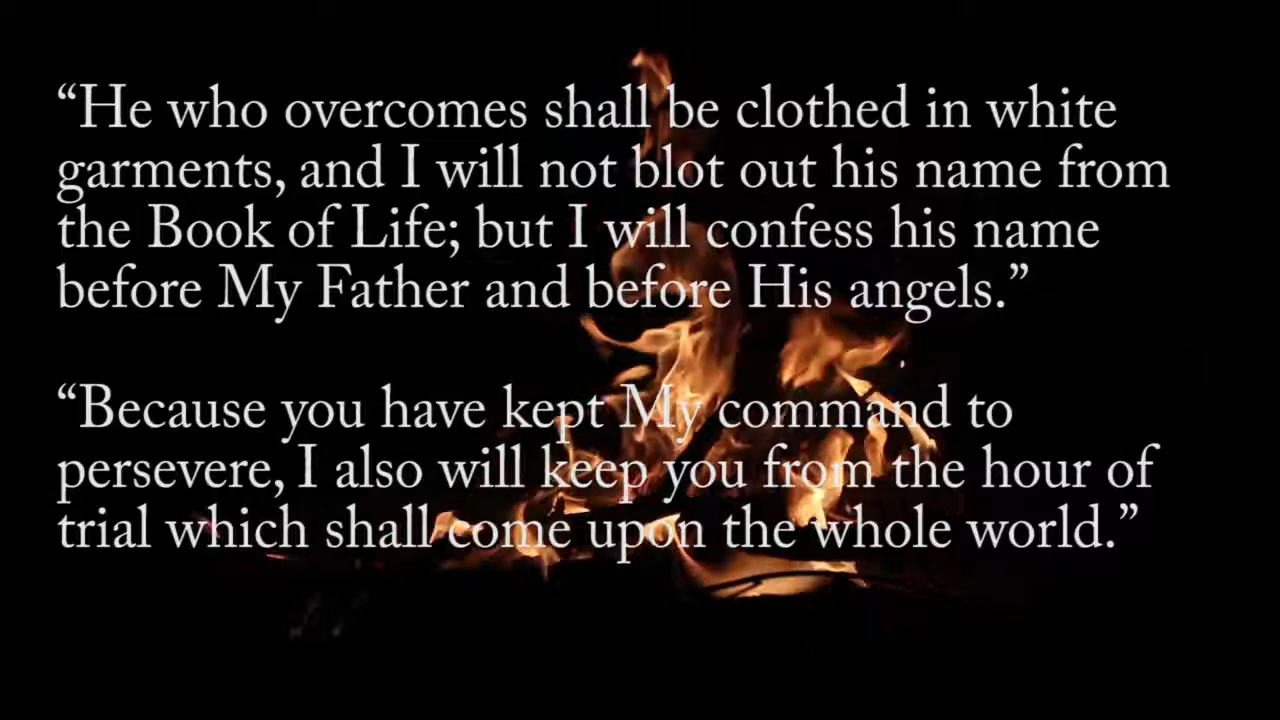 “He who overcomes shall be clothed in white
garments, and I will not blot out his name from
the Book of Life; but I will confess his name
before My Father and before His angels.”
“Because you have kept My command to
persevere, I also will keep you from the hour of
trial which shall come upon the whole world.”